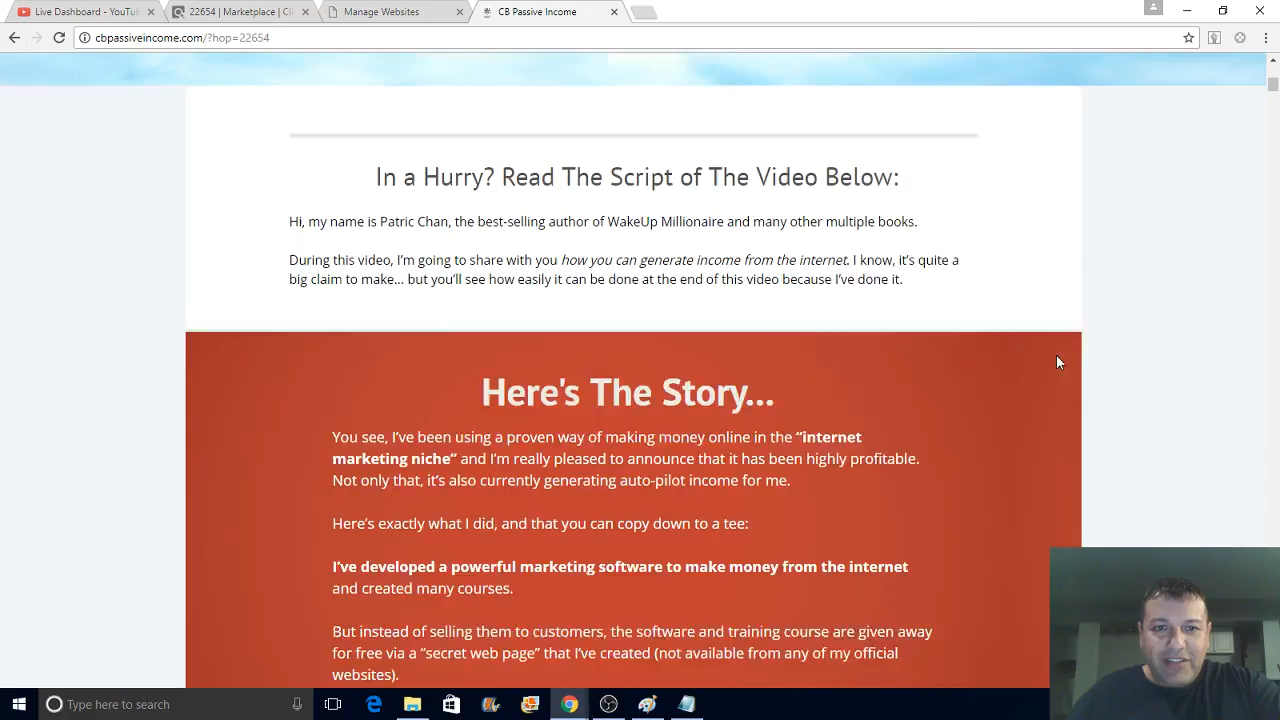 Live Dashboard - YouTub
22654 | Marketplace | Cli
Manage Websites
CB Passive Income
cbpassiveincome.com/?hop=22654
In a Hurry? Read The Script of The Video Below:
Hi, my name is Patric Chan, the best-selling author of WakeUp Millionaire and many other multiple books.
During this video, I'm going to share with you how you can generate income from the internet. I know, it's quite a
big claim to make... but you'll see how easily it can be done at the end of this video because I've done it.
Here's The Story...
You see, I've been using a proven way of making money online in the “internet
marketing niche” and I'm really pleased to announce that it has been highly profitable.
Not only that, it's also currently generating auto-pilot income for me.
Here's exactly what I did, and that you can copy down to a tee:
I've developed a powerful marketing software to make money from the internet
and created many courses.
But instead of selling them to customers, the software and training course are given away
for free via a “secret web page” that I've created (not available from any of my official
websites).
Type here to search